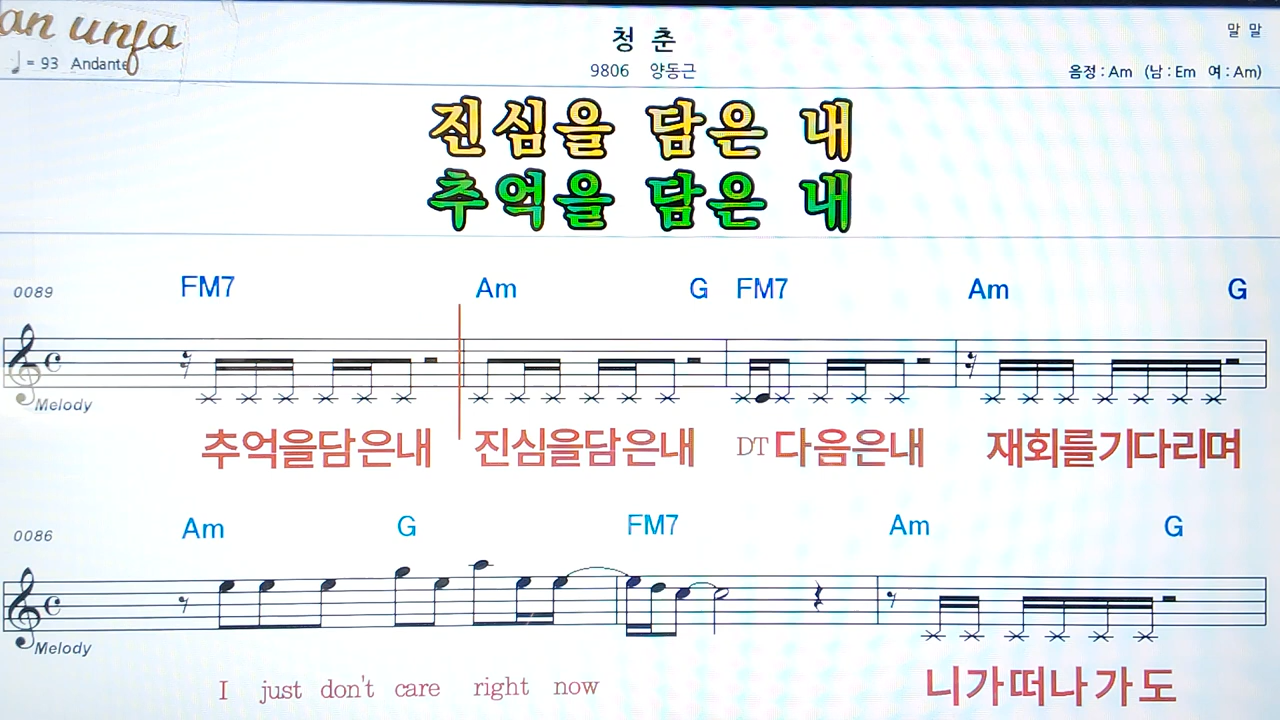 an unfa
♩ = 93 Andante
청 춘
9806 양동근
말 말
음정 : Am (남 : Em 여 : Am)
진심을 담은 내
추억을 담은 내
0089 FM7 Am G FM7 Am G
Melody
추억을담은내 진심을담은내 DT다음은내 재회를기다리며
0086 Am G FM7 Am G
Melody
I just don't care right now 니가떠나가도